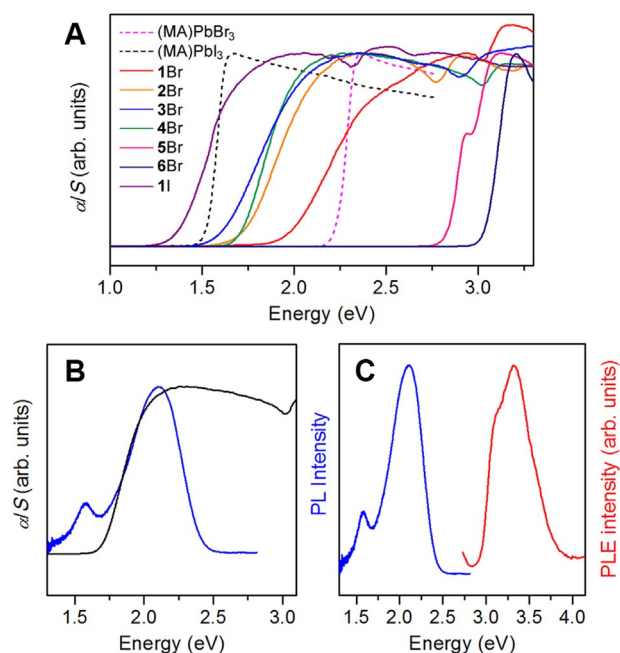 A
α/S (arb. units)
(MA)PbBr₃
(MA)PbI₃
1Br
2Br
3Br
4Br
5Br
6Br
1I
1.0 1.5 2.0 2.5 3.0
Energy (eV)
B
α/S (arb. units)
PL Intensity
1.5 2.0 2.5 3.0
Energy (eV)
C
PLE intensity (arb. units)
1.5 2.0 2.5 3.0 3.5 4.0
Energy (eV)